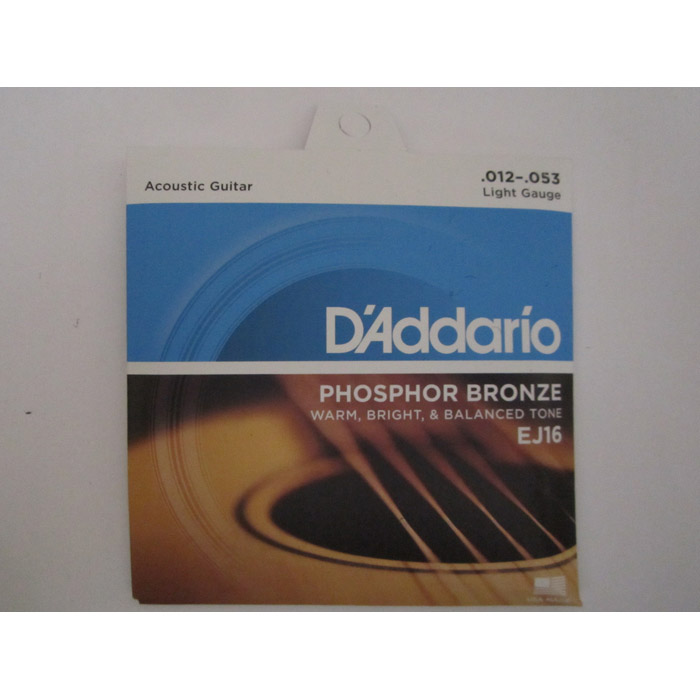 Acoustic Guitar
.012–.053
Light Gauge
D'Addario
PHOSPHOR BRONZE
WARM, BRIGHT, & BALANCED TONE
EJ16